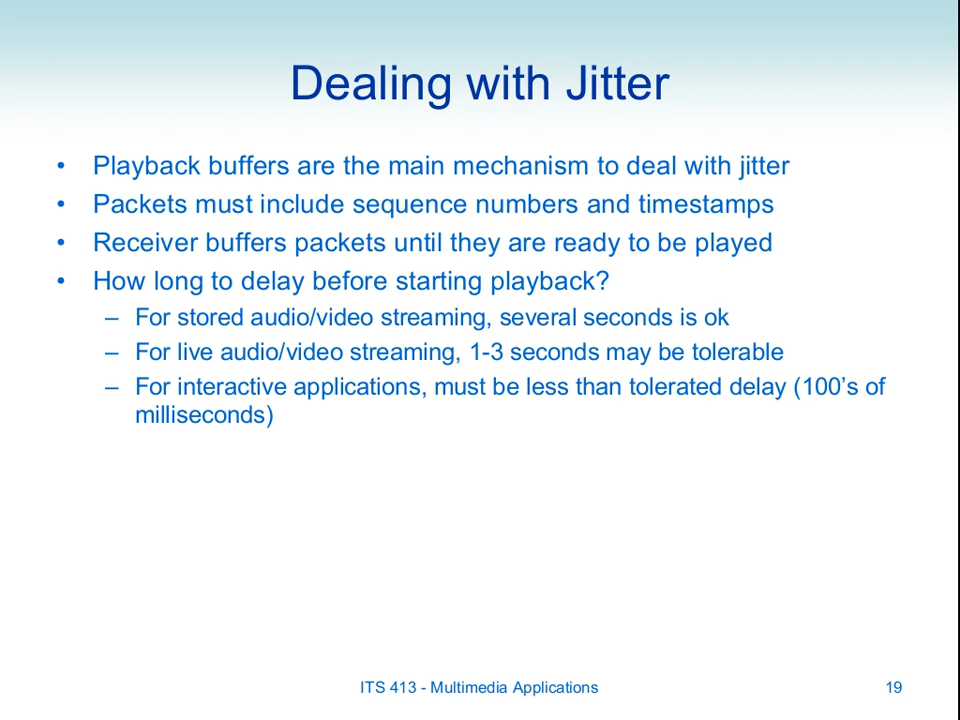 Dealing with Jitter
• Playback buffers are the main mechanism to deal with jitter
• Packets must include sequence numbers and timestamps
• Receiver buffers packets until they are ready to be played
• How long to delay before starting playback?
– For stored audio/video streaming, several seconds is ok
– For live audio/video streaming, 1-3 seconds may be tolerable
– For interactive applications, must be less than tolerated delay (100’s of
milliseconds)
ITS 413 - Multimedia Applications
19